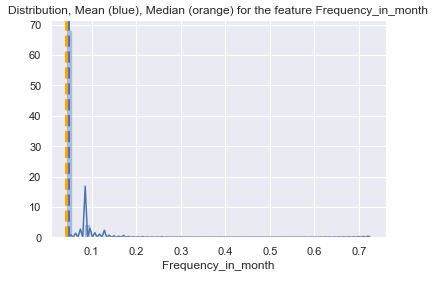 Distribution, Mean (blue), Median (orange) for the feature Frequency_in_month
70
60
50
40
30
20
10
0
0.1 0.2 0.3 0.4 0.5 0.6 0.7
Frequency_in_month